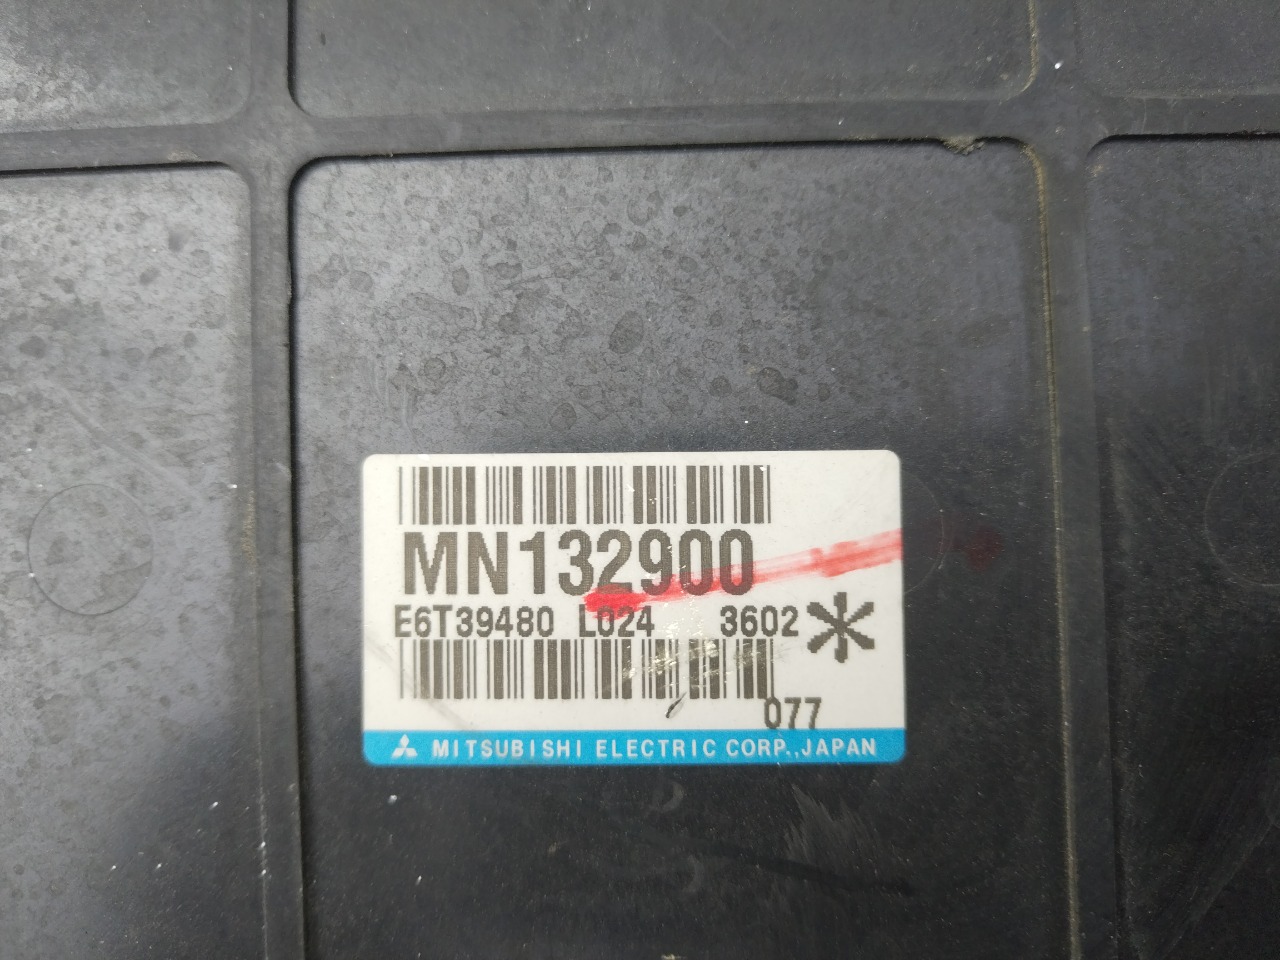 MN132900
E6T39480 L024 3602
077
MITSUBISHI ELECTRIC CORP.,JAPAN